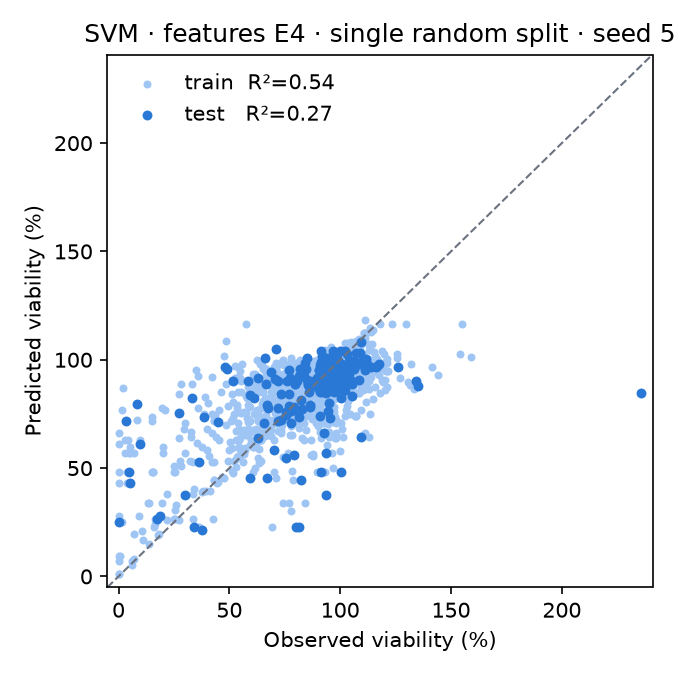 SVM · features E4 · single random split · seed 5
train R²=0.54
test R²=0.27
200
150
100
50
0
Predicted viability (%)
0 50 100 150 200
Observed viability (%)